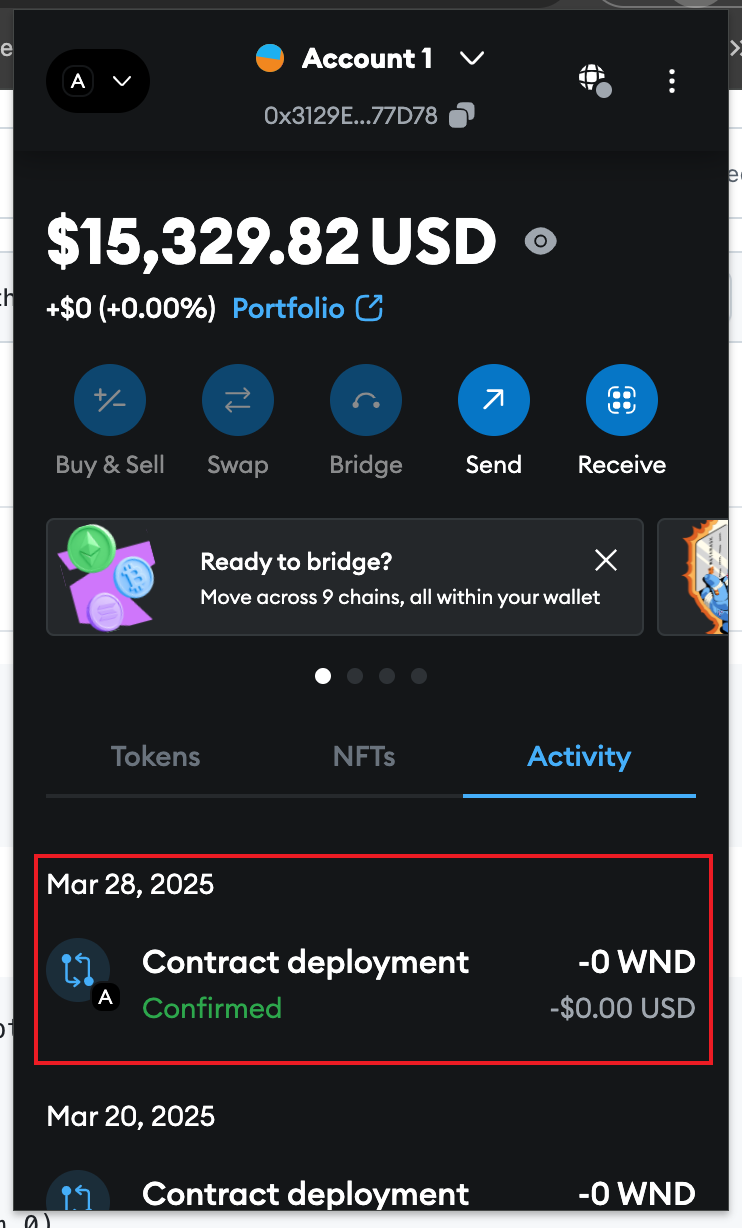 A
Account 1
0x3129E...77D78
$15,329.82 USD
+$0 (+0.00%) Portfolio
Buy & Sell
Swap
Bridge
Send
Receive
Ready to bridge?
Move across 9 chains, all within your wallet
Tokens
NFTs
Activity
Mar 28, 2025
Contract deployment -0 WND
A
Confirmed -$0.00 USD
Mar 20, 2025
Contract deployment -0 WND